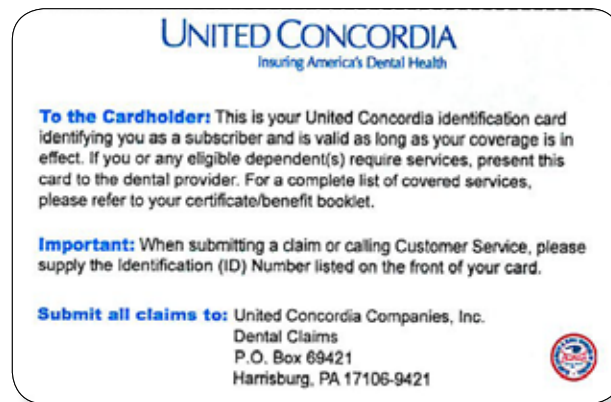 UNITED CONCORDIA
Insuring America's Dental Health
To the Cardholder: This is your United Concordia identification card
identifying you as a subscriber and is valid as long as your coverage is in
effect. If you or any eligible dependent(s) require services, present this
card to the dental provider. For a complete list of covered services,
please refer to your certificate/benefit booklet.
Important: When submitting a claim or calling Customer Service, please
supply the Identification (ID) Number listed on the front of your card.
Submit all claims to: United Concordia Companies, Inc.
Dental Claims
P.O. Box 69421
Harrisburg, PA 17106-9421